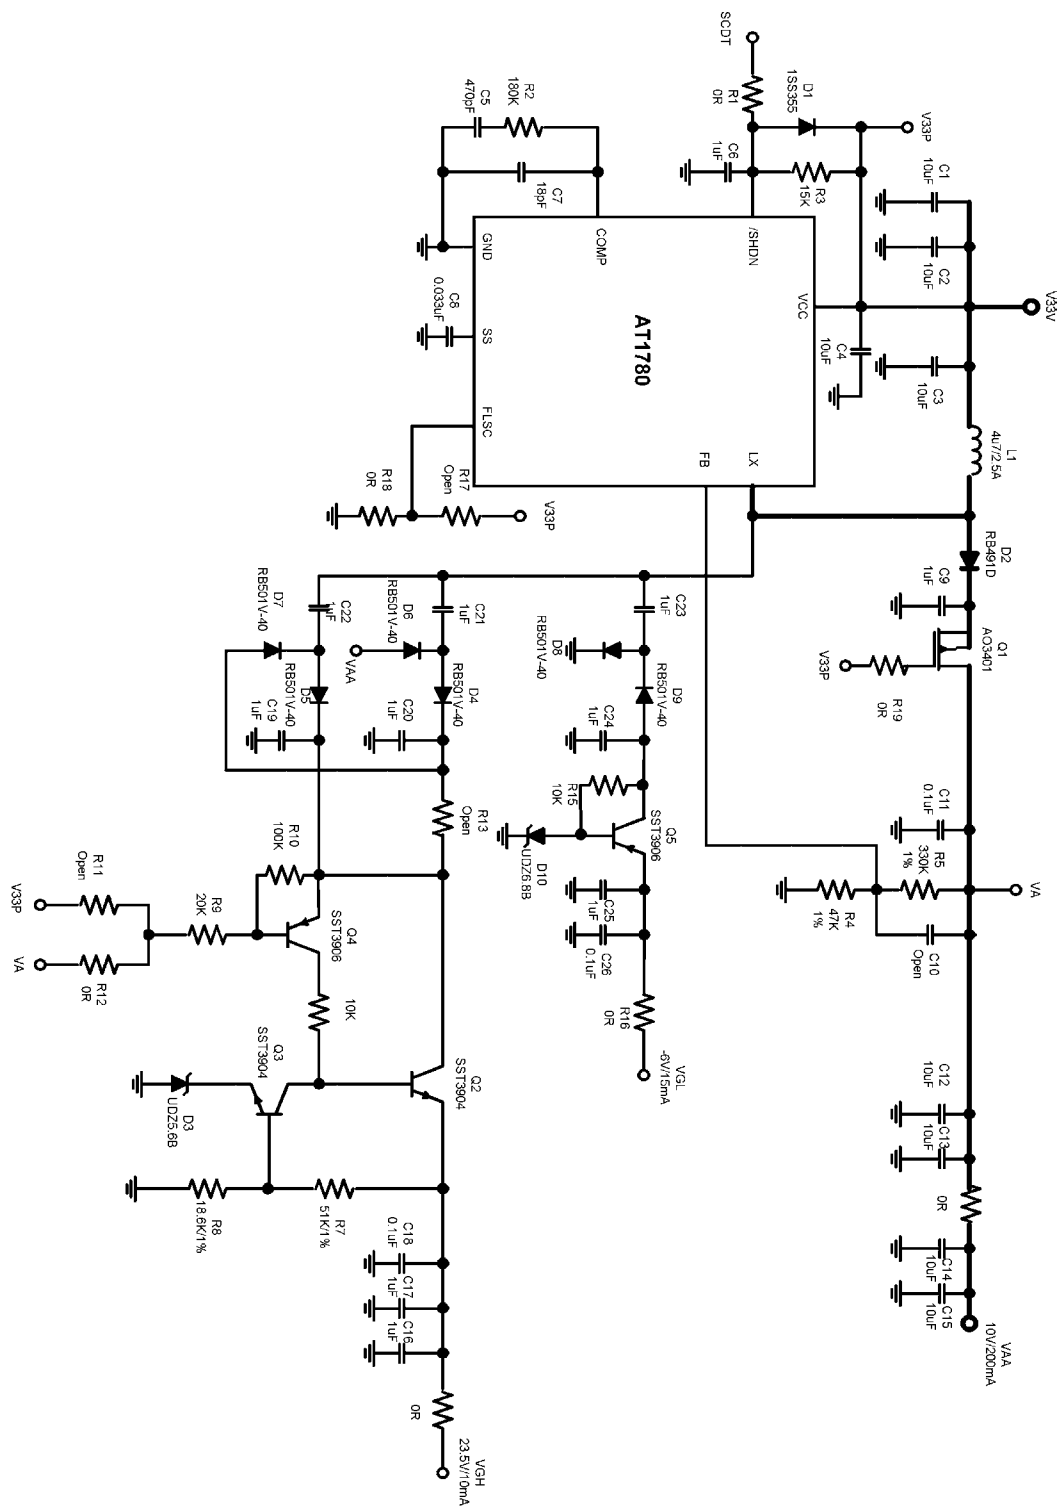 V33V
VAA
10V/200mA
VA
L1
4u7/2.5A
D2
RB491D
Q1
AO3401
C1
10uF
C2
10uF
C3
10uF
C9
1uF
R19
0R
V33P
C11
0.1uF
R5
330K
1%
C10
Open
R4
47K
1%
C12
10uF
C13
10uF
0R
C14
10uF
C15
10uF
V33P
C4
10uF
D1
1SS355
R3
15K
SCDT
R1
0R
C6
1uF
VCC
/SHDN
LX
FB
COMP
AT1780
GND
SS
FLSC
R2
180K
C5
470pF
C7
18pF
C8
0.033uF
V33P
R17
Open
R18
0R
C23
1uF
D9
RB501V-40
D8
RB501V-40
C24
1uF
R15
10K
Q5
SST3906
D10
UDZ6.8B
C25
1uF
C26
0.1uF
R16
0R
VGL
-6V/15mA
C21
1uF
D4
RB501V-40
D6
RB501V-40
VAA
C20
1uF
R13
Open
C22
1uF
D5
RB501V-40
D7
RB501V-40
C19
1uF
R10
100K
Q4
SST3906
R9
20K
R11
Open
V33P
R12
0R
VA
10K
Q2
SST3904
Q3
SST3904
D3
UDZ5.6B
R7
51K/1%
R8
18.6K/1%
C18
0.1uF
C17
1uF
C16
1uF
0R
VGH
23.5V/10mA